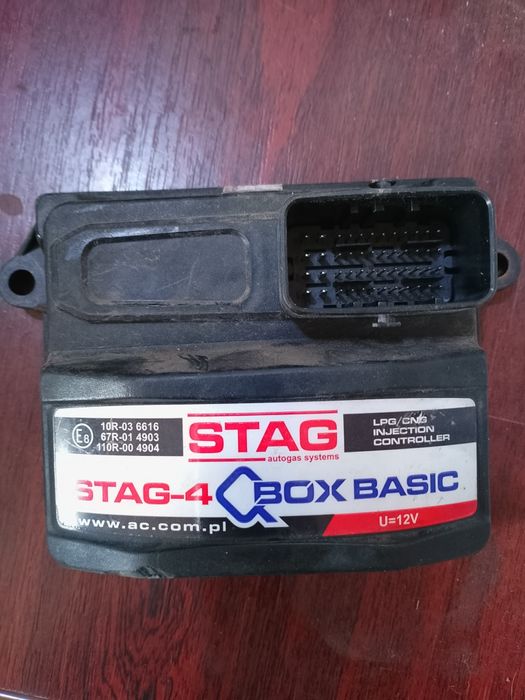 E8
10R-03 6616
67R-01 4903
110R-00 4904
STAG
autogas systems
LPG/CNG
INJECTION
CONTROLLER
STAG-4 QBOX BASIC
www.ac.com.pl
U=12V